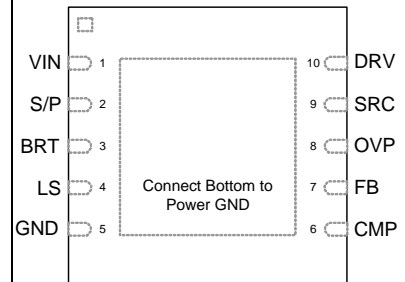 VIN 1 10 DRV
S/P 2 9 SRC
BRT 3 8 OVP
LS 4 Connect Bottom to Power GND 7 FB
GND 5 6 CMP